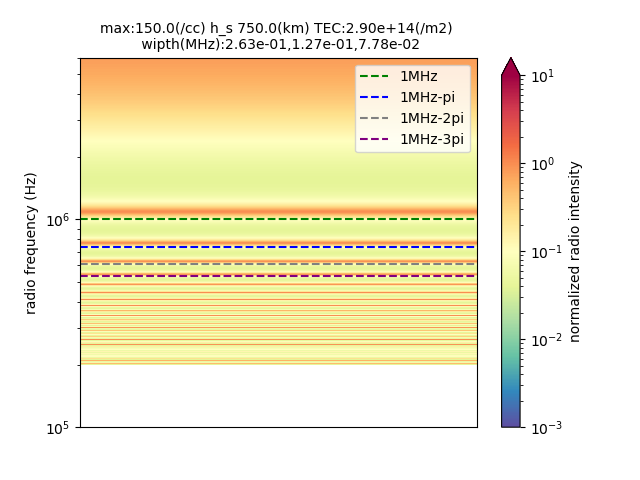 max:150.0(/cc) h_s 750.0(km) TEC:2.90e+14(/m2)
wipth(MHz):2.63e-01,1.27e-01,7.78e-02
1MHz
1MHz-pi
1MHz-2pi
1MHz-3pi
radio frequency (Hz)
10^6
10^5
10^1
10^0
10^-1
10^-2
10^-3
normalized radio intensity